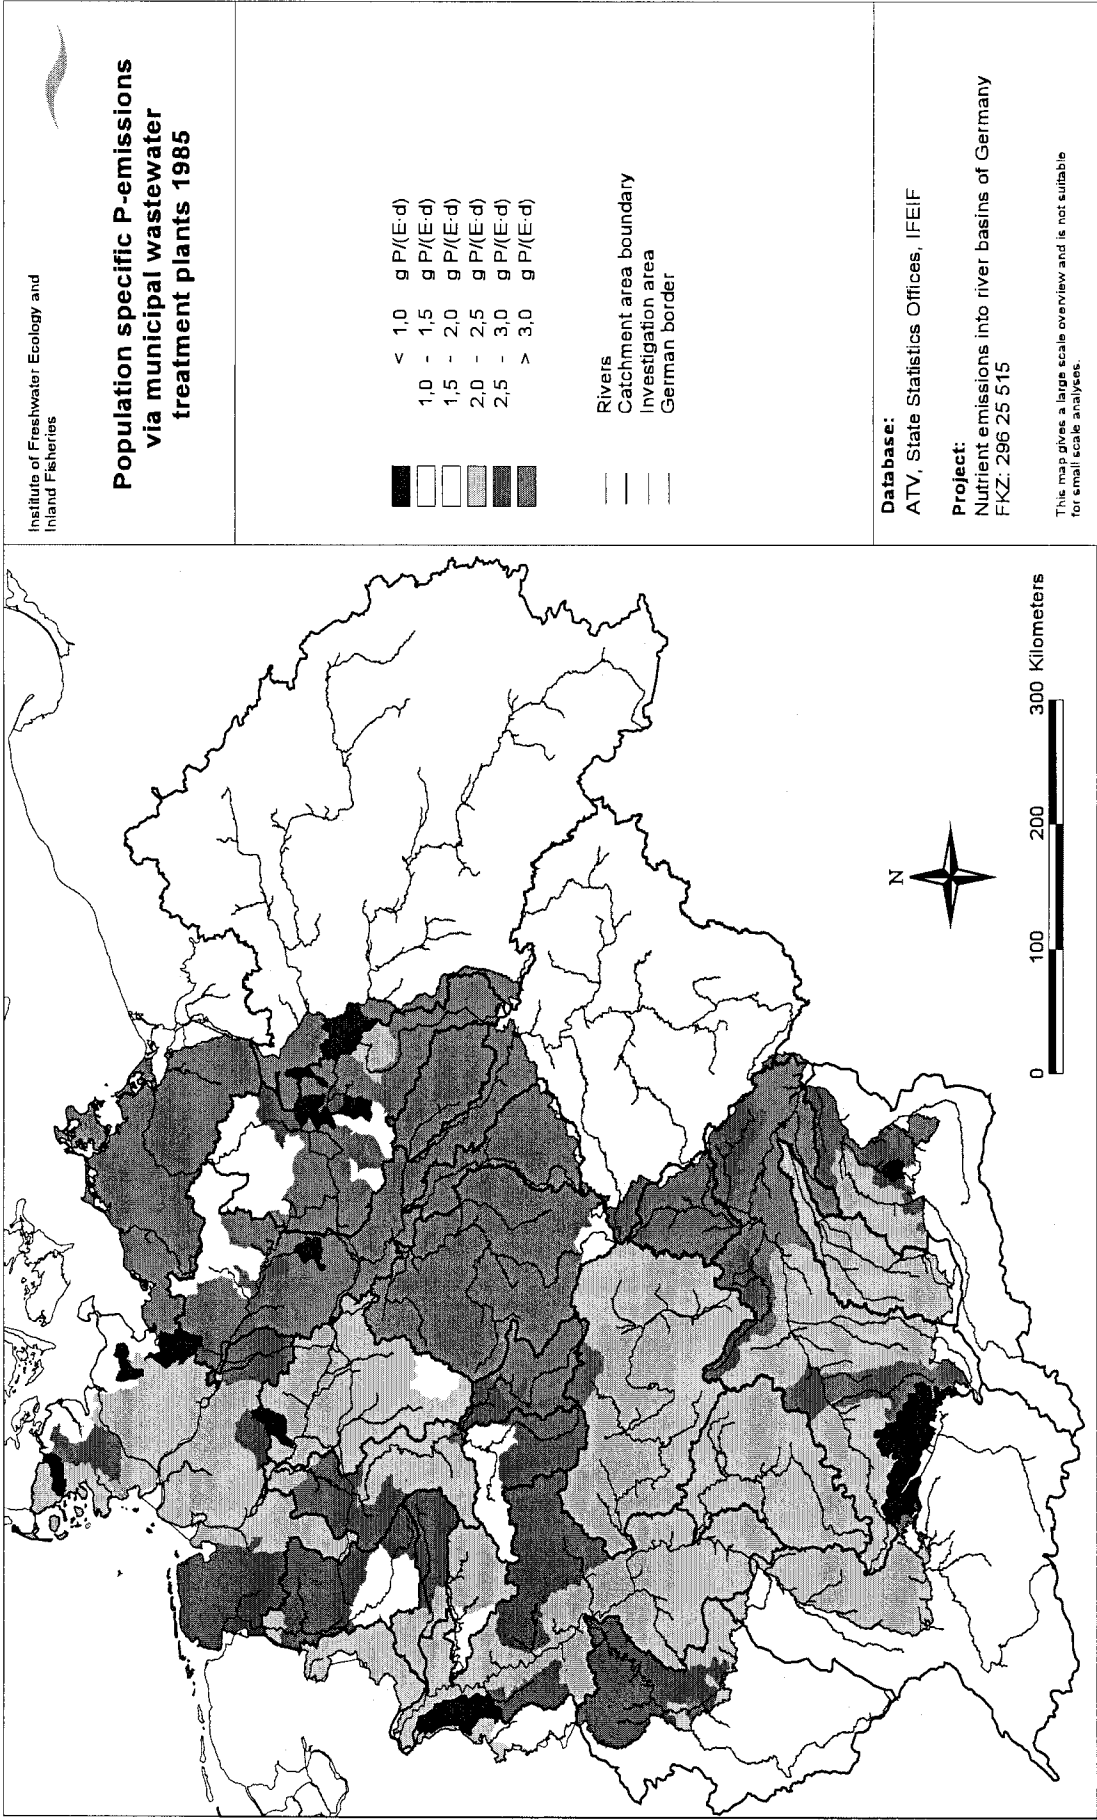 Institute of Freshwater Ecology and
Inland Fisheries
Population specific P-emissions
via municipal wastewater
treatment plants 1985
< 1,0 g P/(E·d)
1,0 - 1,5 g P/(E·d)
1,5 - 2,0 g P/(E·d)
2,0 - 2,5 g P/(E·d)
2,5 - 3,0 g P/(E·d)
> 3,0 g P/(E·d)
Rivers
Catchment area boundary
Investigation area
German border
Database:
ATV, State Statistics Offices, IFEIF
Project:
Nutrient emissions into river basins of Germany
FKZ: 296 25 515
This map gives a large scale overview and is not suitable
for small scale analyses.
N
0 100 200 300 Kilometers